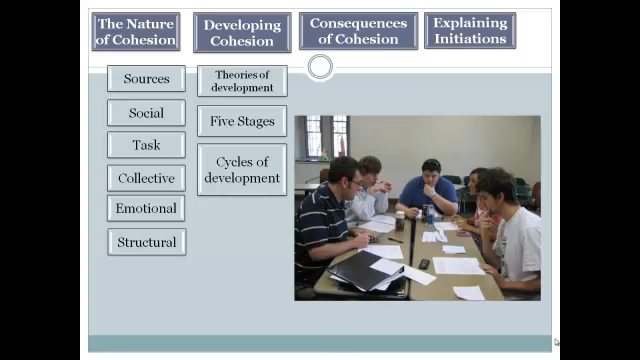 The Nature
of Cohesion
Developing
Cohesion
Consequences
of Cohesion
Explaining
Initiations
Sources
Social
Task
Collective
Emotional
Structural
Theories of
development
Five Stages
Cycles of
development